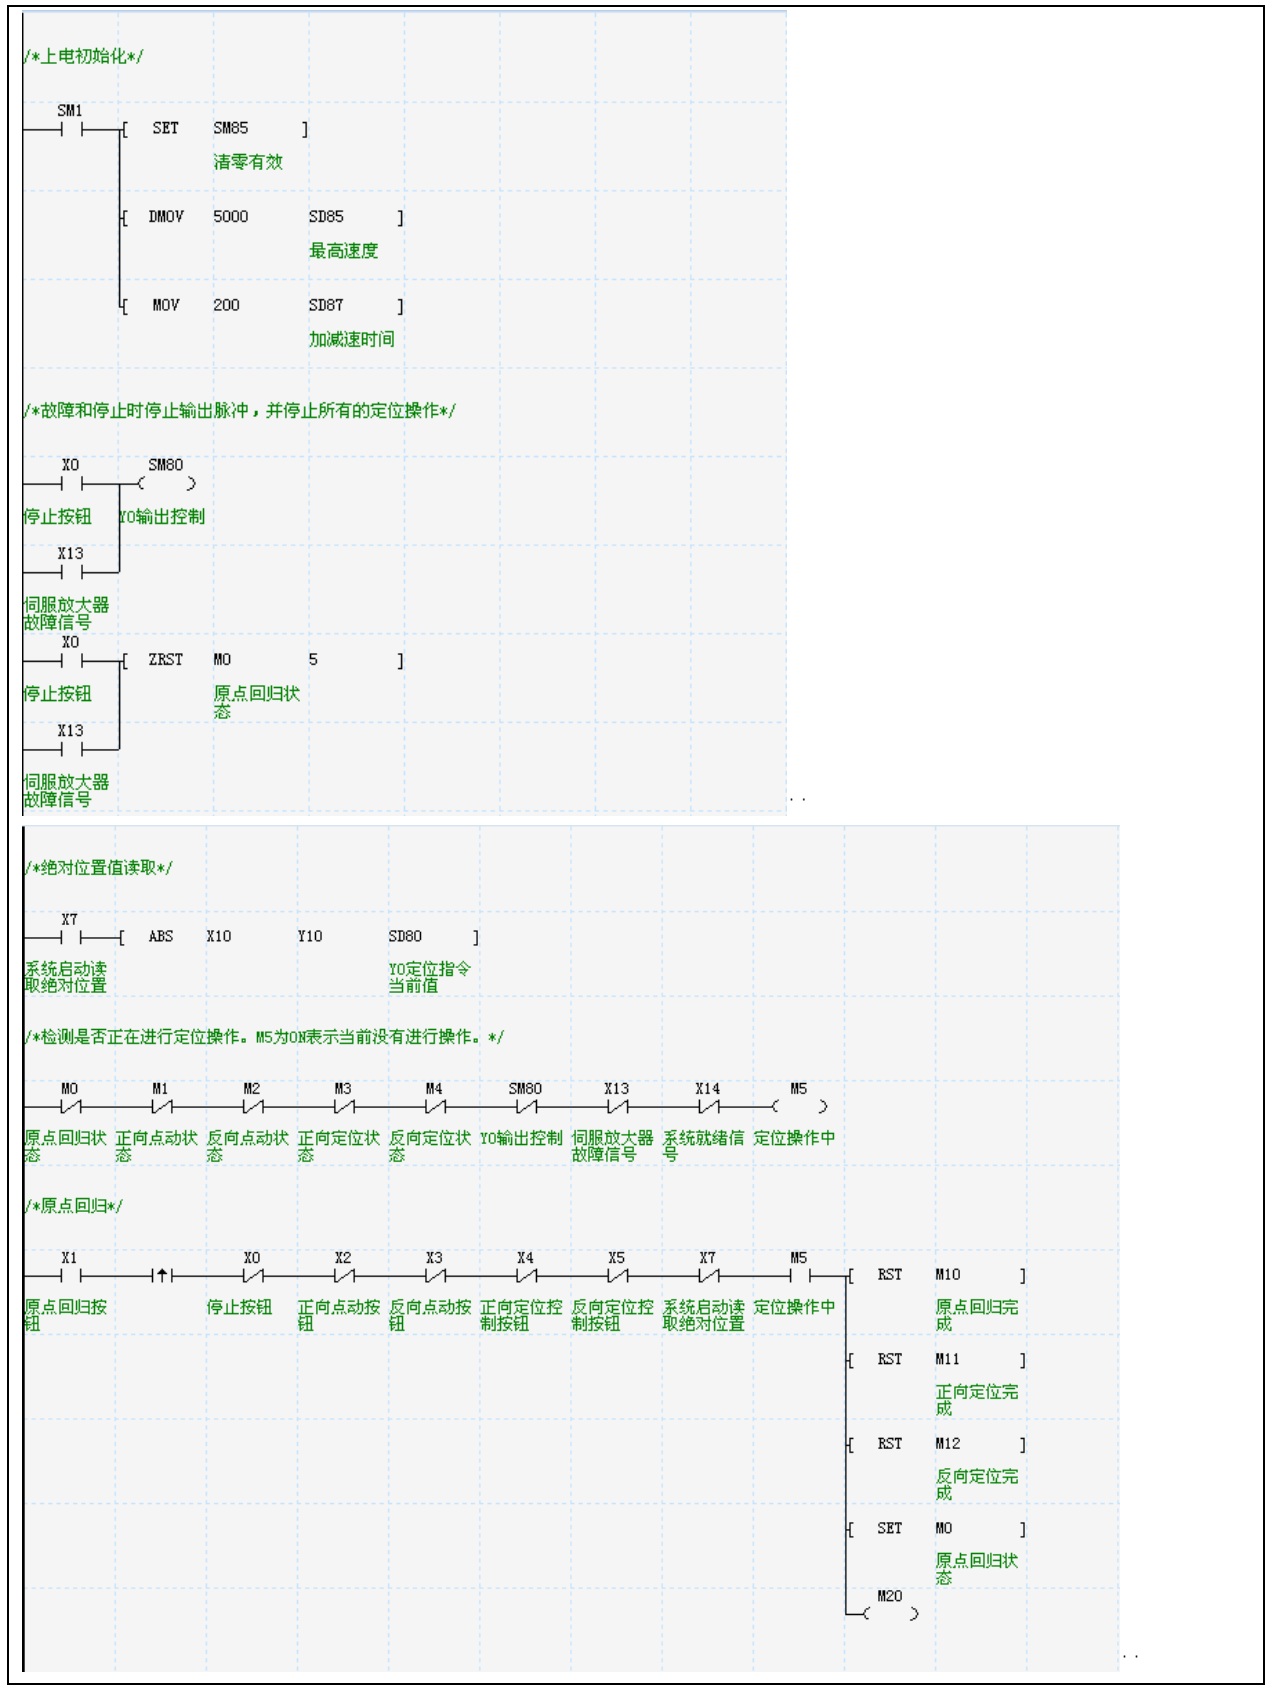 /*上电初始化*/
SM1
[ SET SM85 ]
清零有效
[ DMOV 5000 SD85 ]
最高速度
[ MOV 200 SD87 ]
加减速时间
/*故障和停止时停止输出脉冲，并停止所有的定位操作*/
X0 SM80
( )
停止按钮 Y0输出控制
X13
伺服放大器
故障信号
X0
[ ZRST M0 5 ]
停止按钮 原点回归状
态
X13
伺服放大器
故障信号
. .
/*绝对位置值读取*/
X7
[ ABS X10 Y10 SD80 ]
系统启动读 Y0定位指令
取绝对位置 当前值
/*检测是否正在进行定位操作。M5为ON表示当前没有进行操作。*/
M0 M1 M2 M3 M4 SM80 X13 X14 M5
( )
原点回归状 正向点动状 反向点动状 正向定位状 反向定位状 Y0输出控制 伺服放大器 系统就绪信 定位操作中
态 态 态 态 态 故障信号 号
/*原点回归*/
X1 X0 X2 X3 X4 X5 X7 M5
[ RST M10 ]
原点回归按 停止按钮 正向点动按 反向点动按 正向定位控 反向定位控 系统启动读 定位操作中 原点回归完
钮 钮 钮 制按钮 制按钮 取绝对位置 成
[ RST M11 ]
正向定位完
成
[ RST M12 ]
反向定位完
成
[ SET M0 ]
原点回归状
态
M20
( )
. .